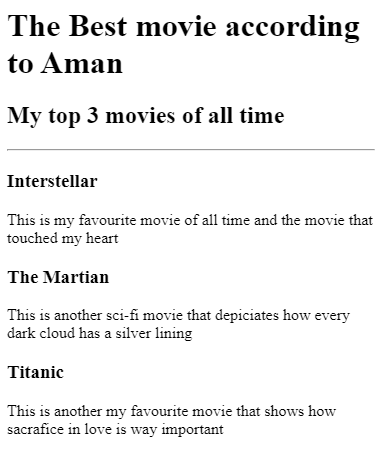 The Best movie according
to Aman
My top 3 movies of all time
Interstellar
This is my favourite movie of all time and the movie that
touched my heart
The Martian
This is another sci-fi movie that depiciates how every
dark cloud has a silver lining
Titanic
This is another my favourite movie that shows how
sacrafice in love is way important